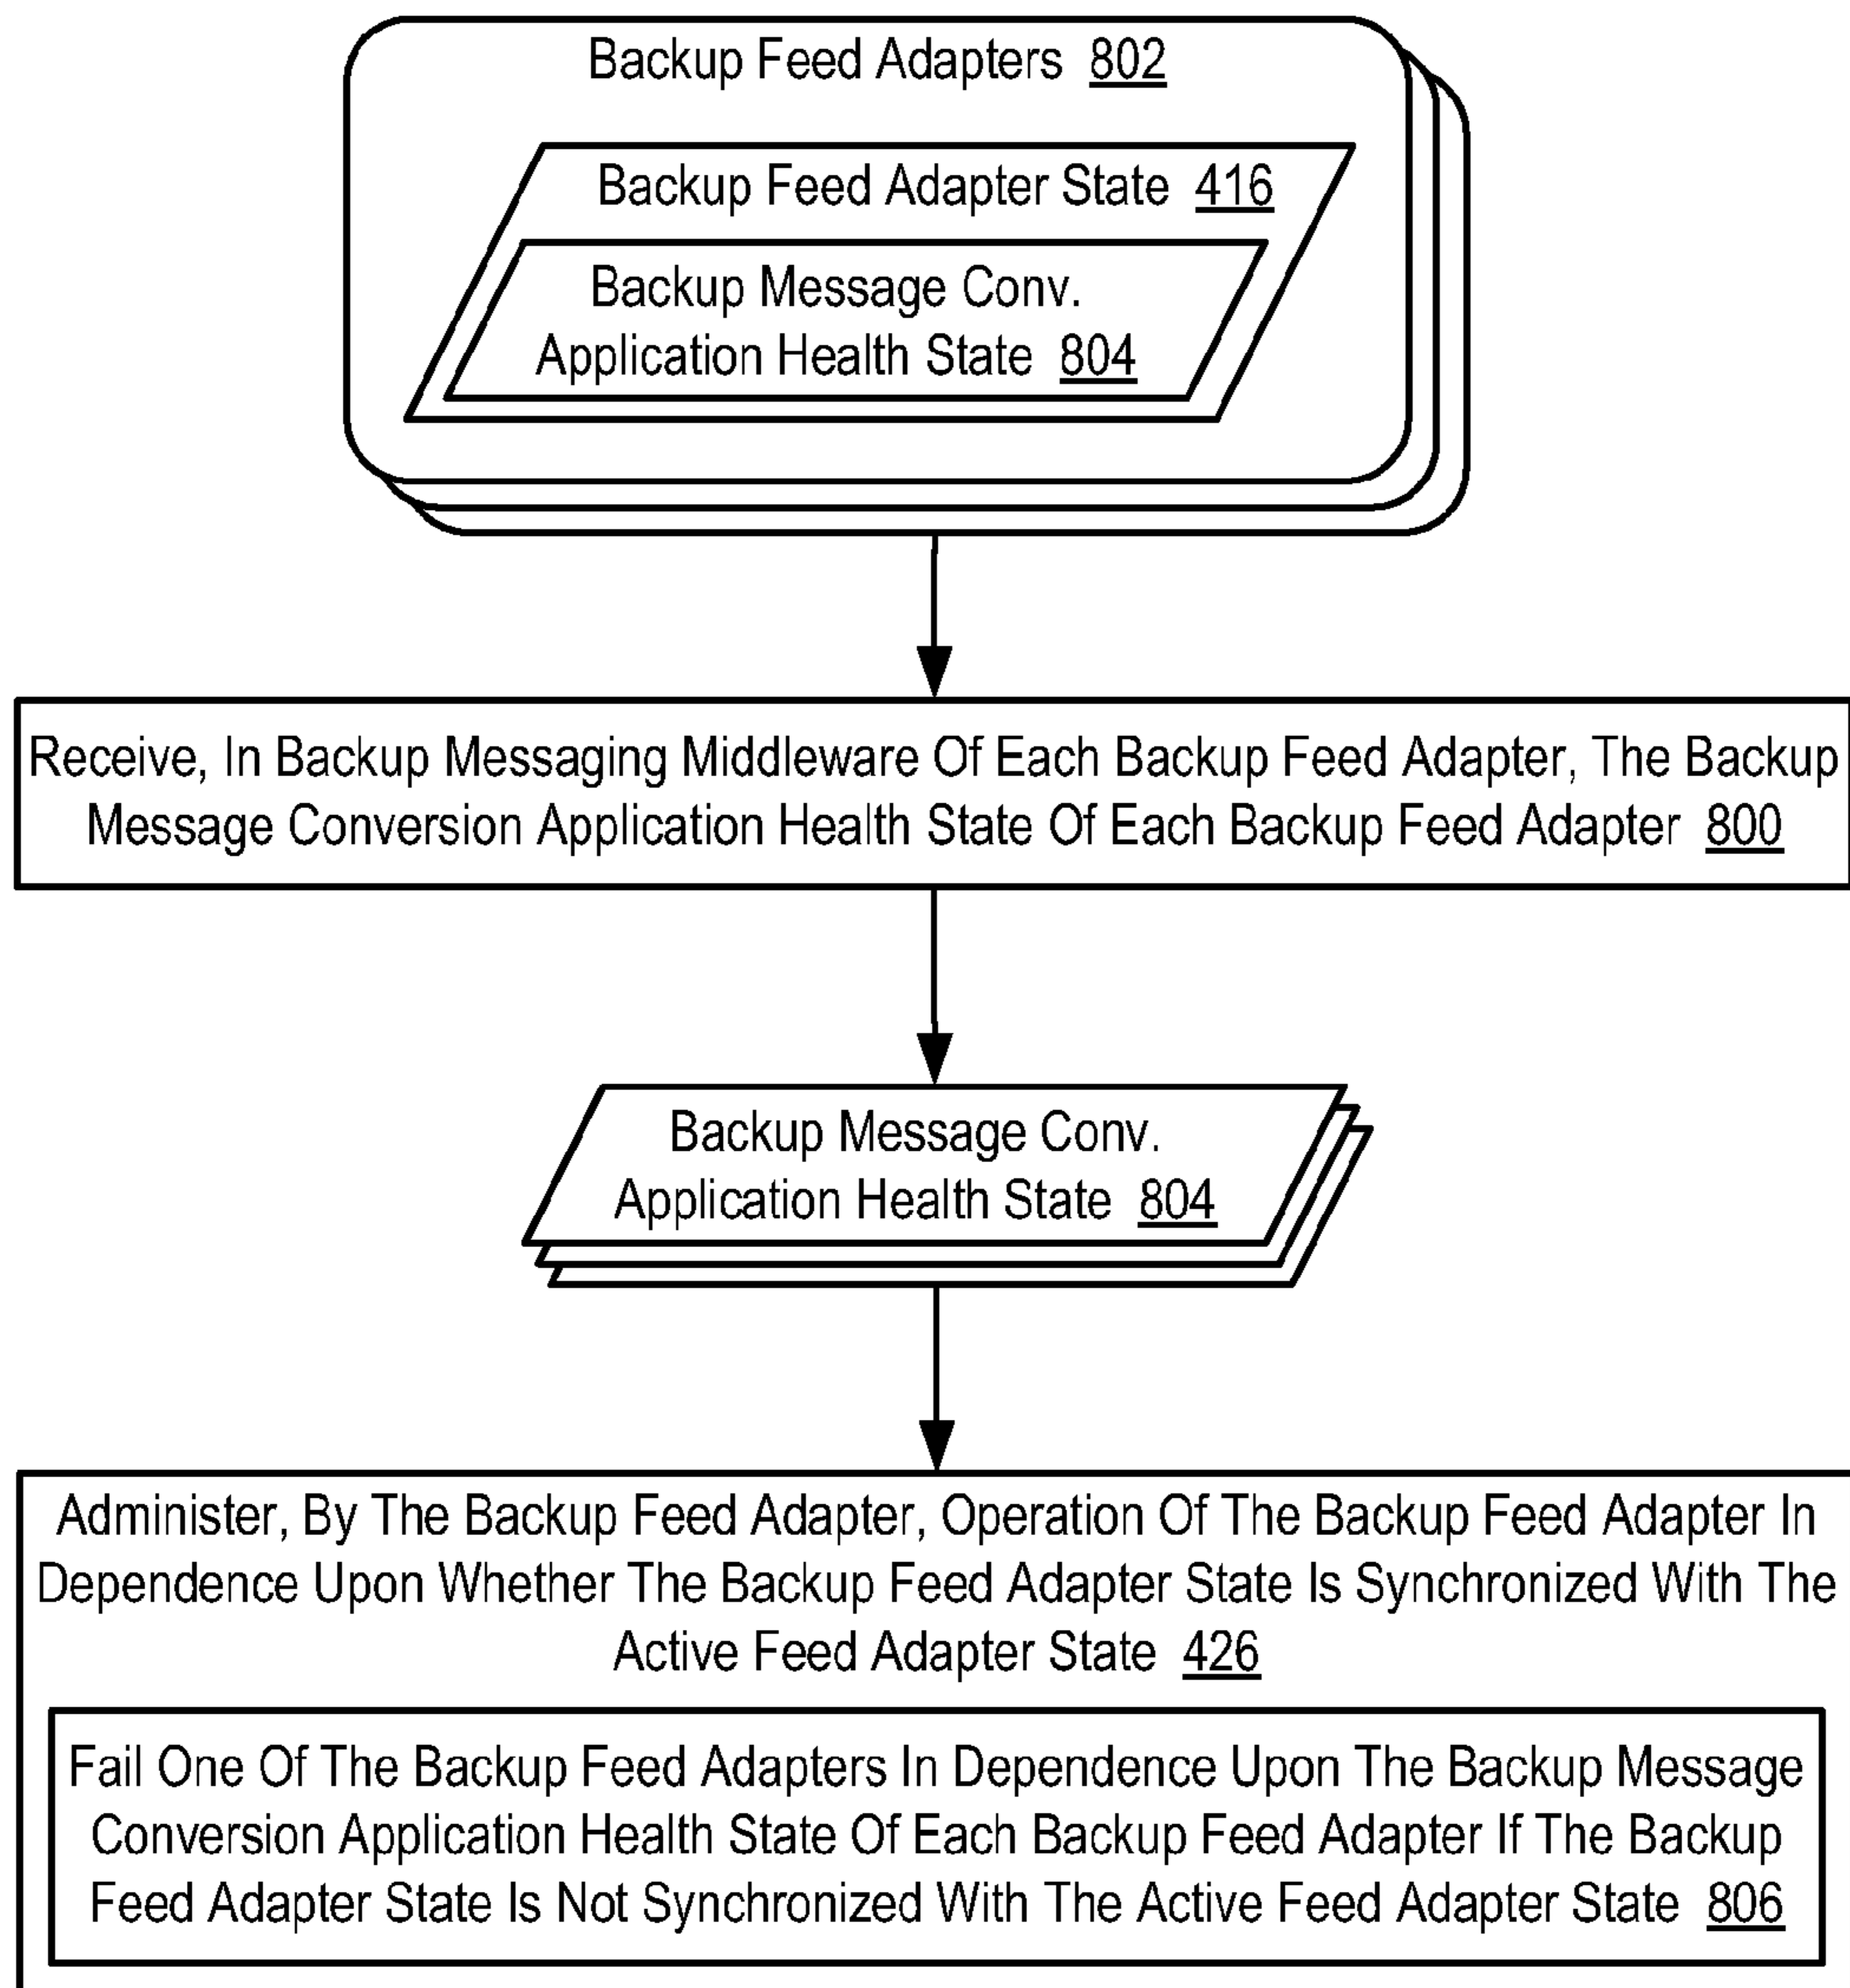 Backup Feed Adapters 802
Backup Feed Adapter State 416
Backup Message Conv.
Application Health State 804
Receive, In Backup Messaging Middleware Of Each Backup Feed Adapter, The Backup
Message Conversion Application Health State Of Each Backup Feed Adapter 800
Backup Message Conv.
Application Health State 804
Administer, By The Backup Feed Adapter, Operation Of The Backup Feed Adapter In
Dependence Upon Whether The Backup Feed Adapter State Is Synchronized With The
Active Feed Adapter State 426
Fail One Of The Backup Feed Adapters In Dependence Upon The Backup Message
Conversion Application Health State Of Each Backup Feed Adapter If The Backup
Feed Adapter State Is Not Synchronized With The Active Feed Adapter State 806